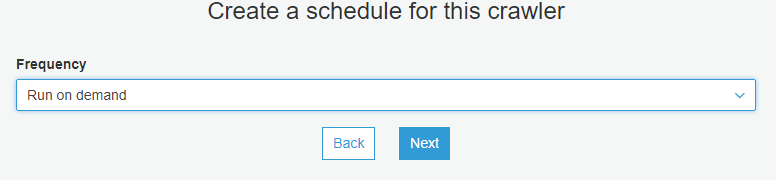 Create a schedule for this crawler
Frequency
Run on demand
Back Next